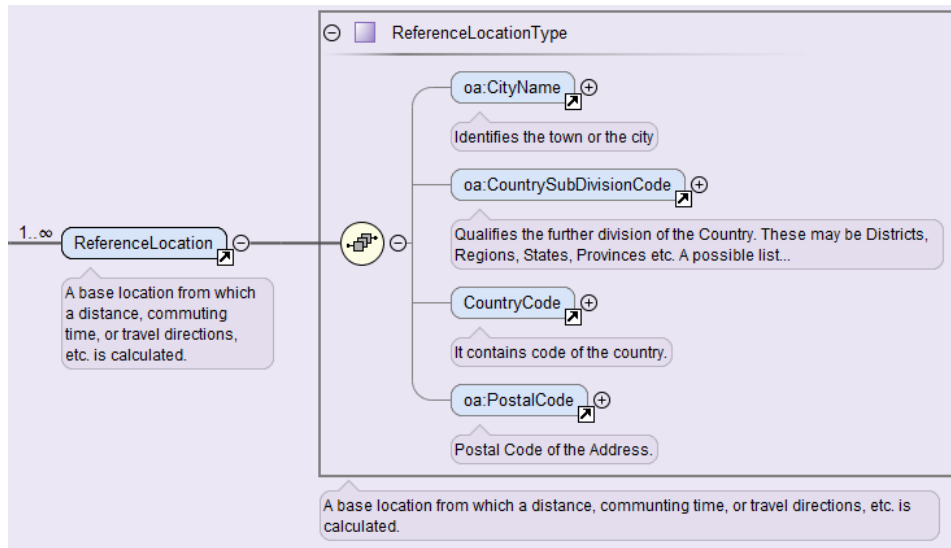 ReferenceLocationType
oa:CityName
Identifies the town or the city
oa:CountrySubDivisionCode
Qualifies the further division of the Country. These may be Districts,
Regions, States, Provinces etc. A possible list...
1..∞
ReferenceLocation
A base location from which
a distance, commuting
time, or travel directions,
etc. is calculated.
CountryCode
It contains code of the country.
oa:PostalCode
Postal Code of the Address.
A base location from which a distance, communting time, or travel directions, etc. is
calculated.